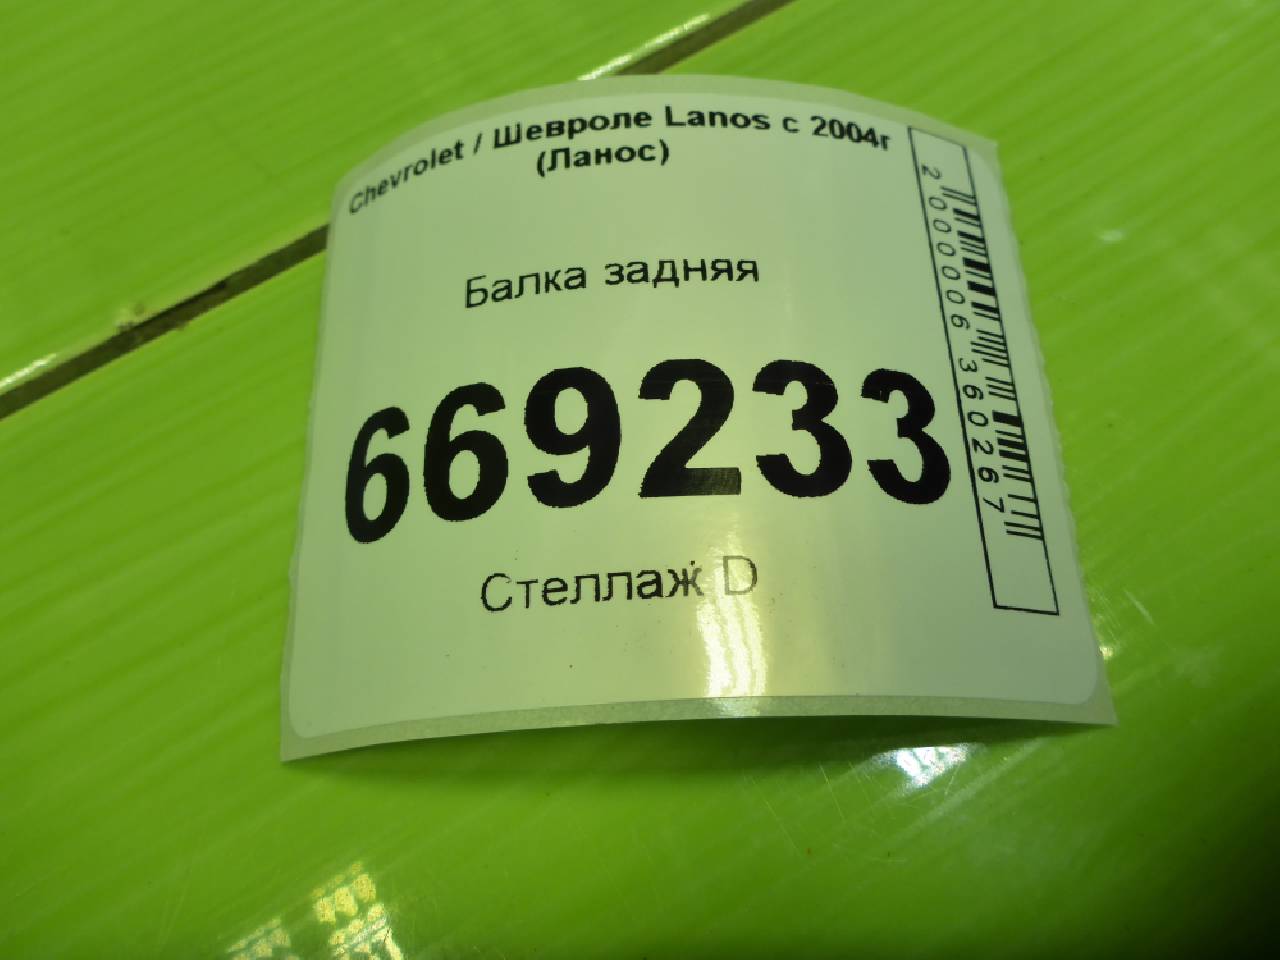 Chevrolet / Шевроле Lanos с 2004г
(Ланос)
Балка задняя
669233
Стеллаж D
2000006360267